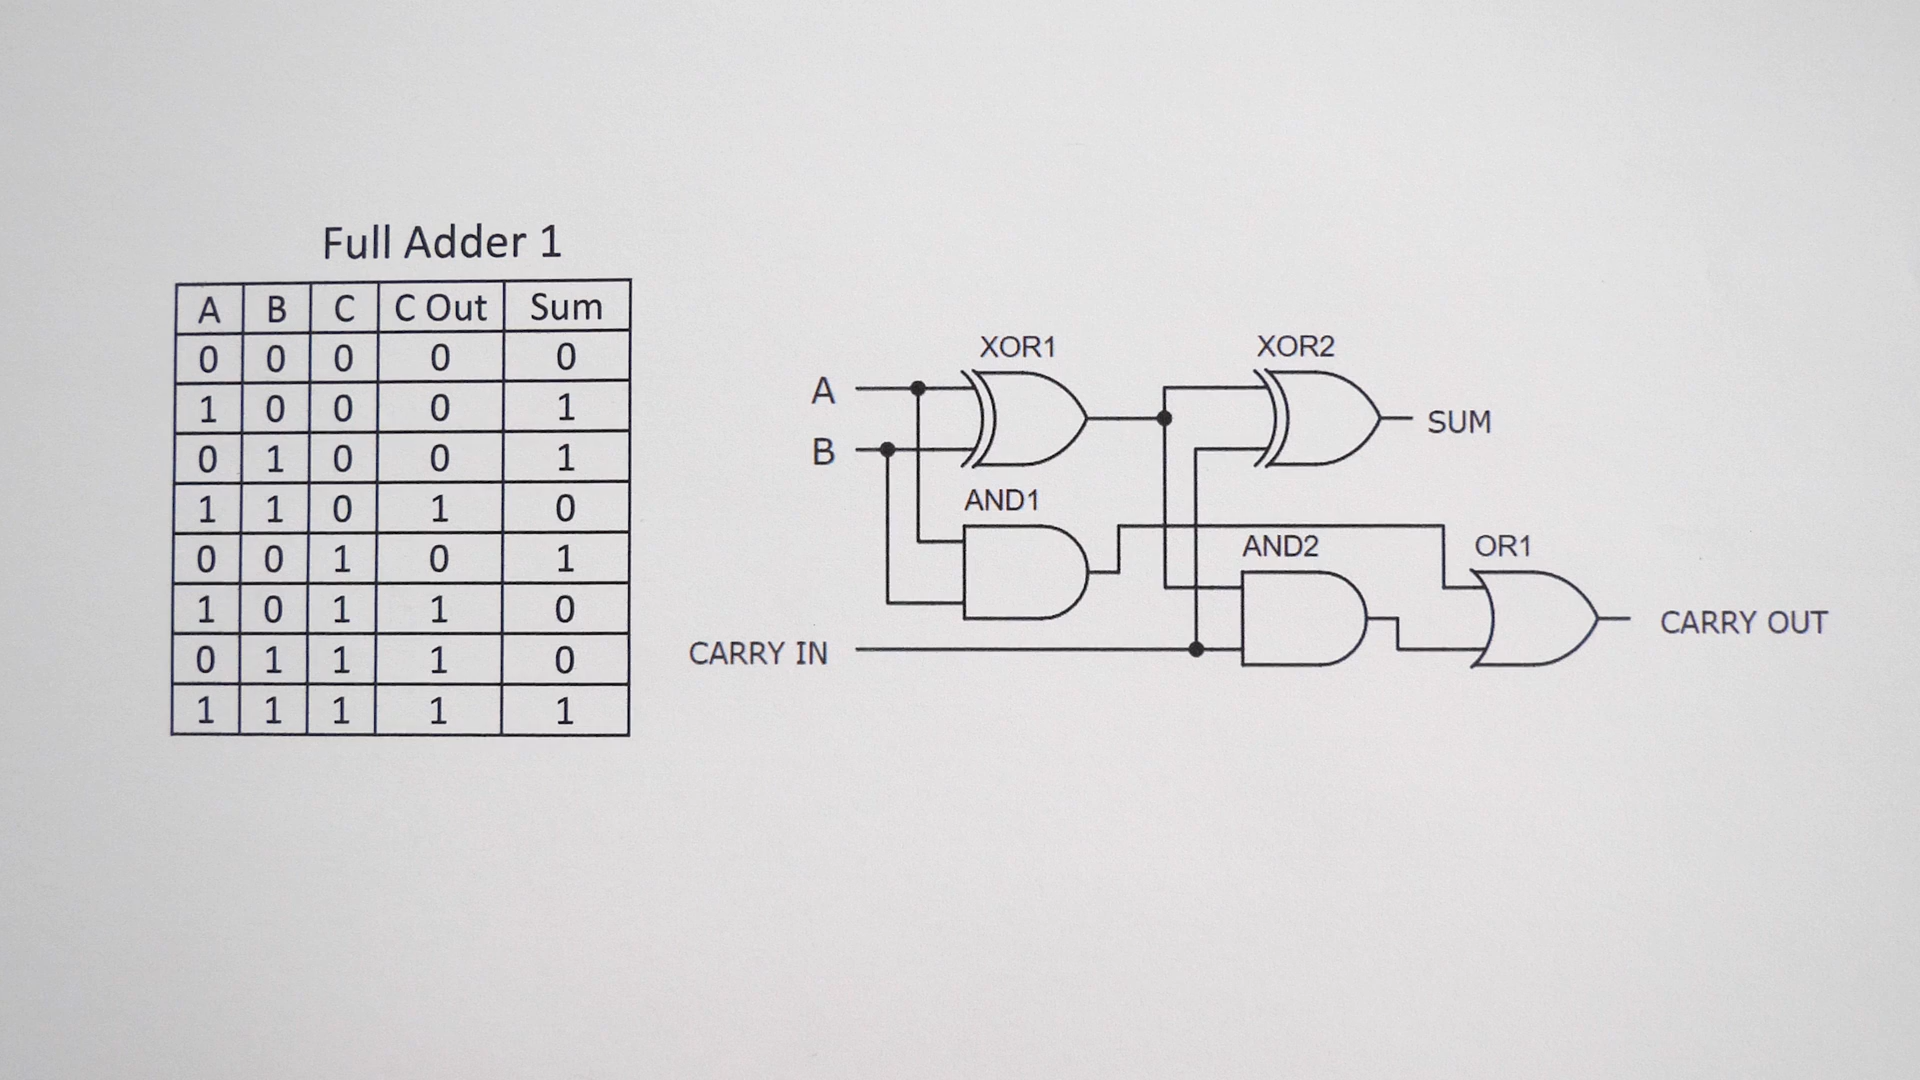 Full Adder 1
A B C C Out Sum
0 0 0 0 0
1 0 0 0 1
0 1 0 0 1
1 1 0 1 0
0 0 1 0 1
1 0 1 1 0
0 1 1 1 0
1 1 1 1 1
XOR1 XOR2
A
B
SUM
AND1
AND2 OR1
CARRY IN
CARRY OUT